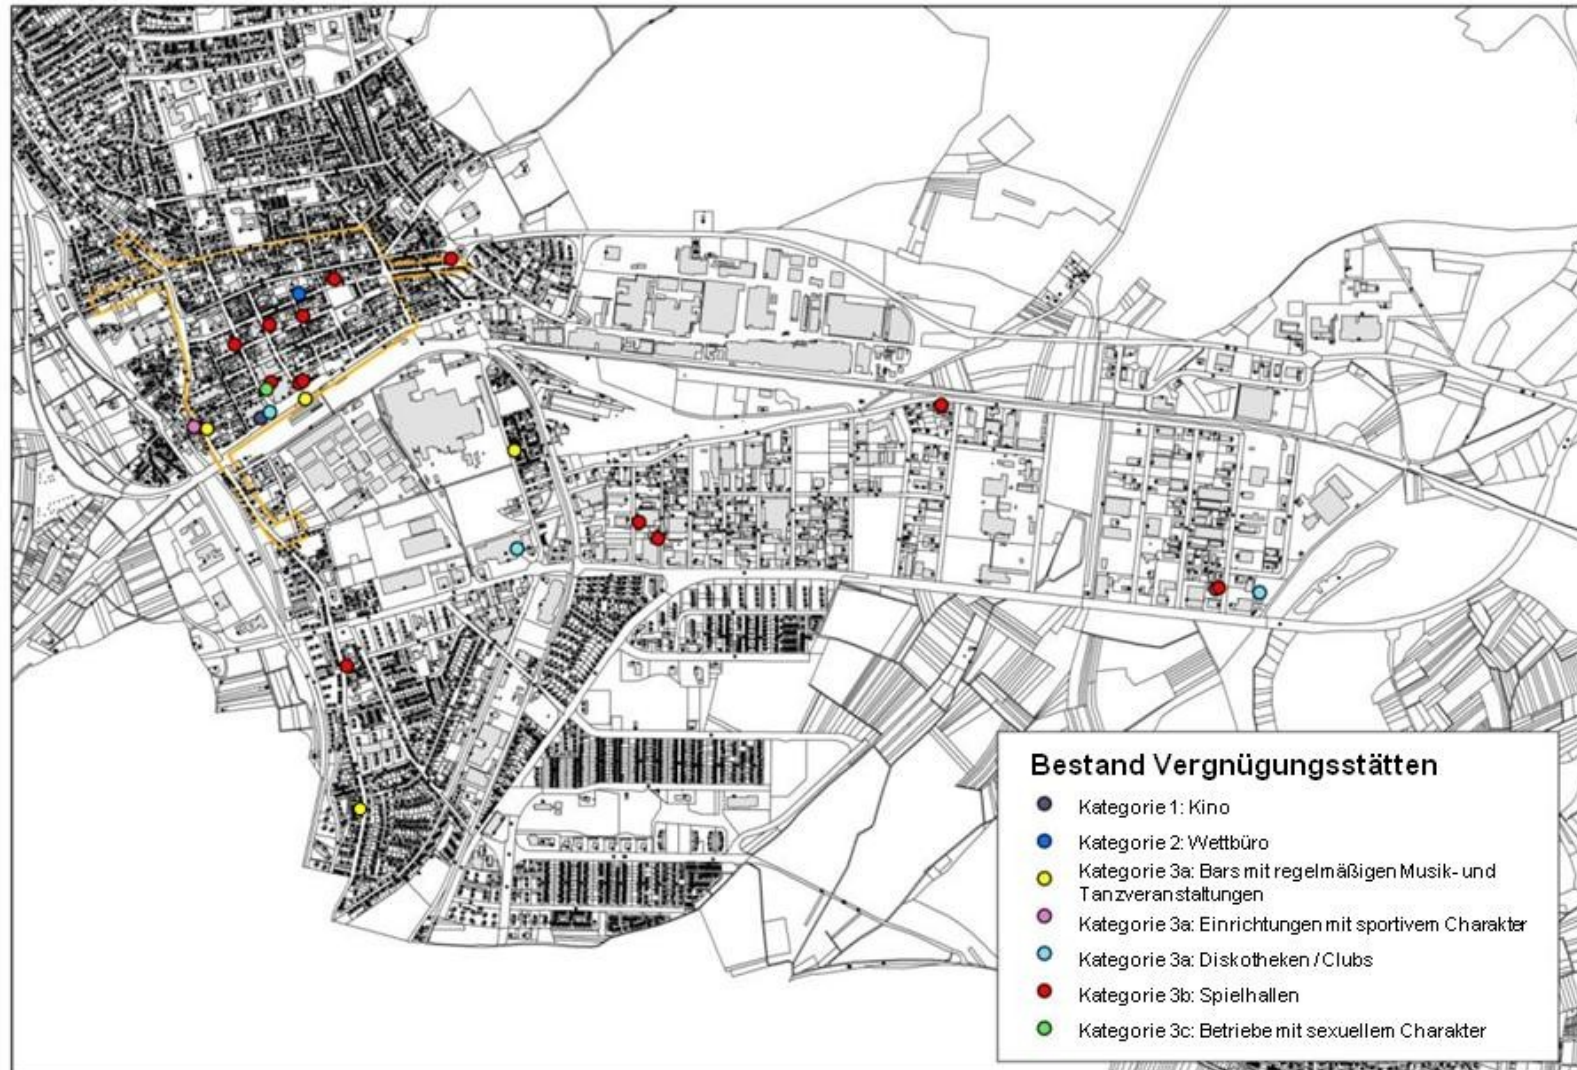 Bestand Vergnügungsstätten
Kategorie 1: Kino
Kategorie 2: Wettbüro
Kategorie 3a: Bars mit regelmäßigen Musik- und
Tanzveranstaltungen
Kategorie 3a: Einrichtungen mit sportivem Charakter
Kategorie 3a: Diskotheken / Clubs
Kategorie 3b: Spielhallen
Kategorie 3c: Betriebe mit sexuellem Charakter